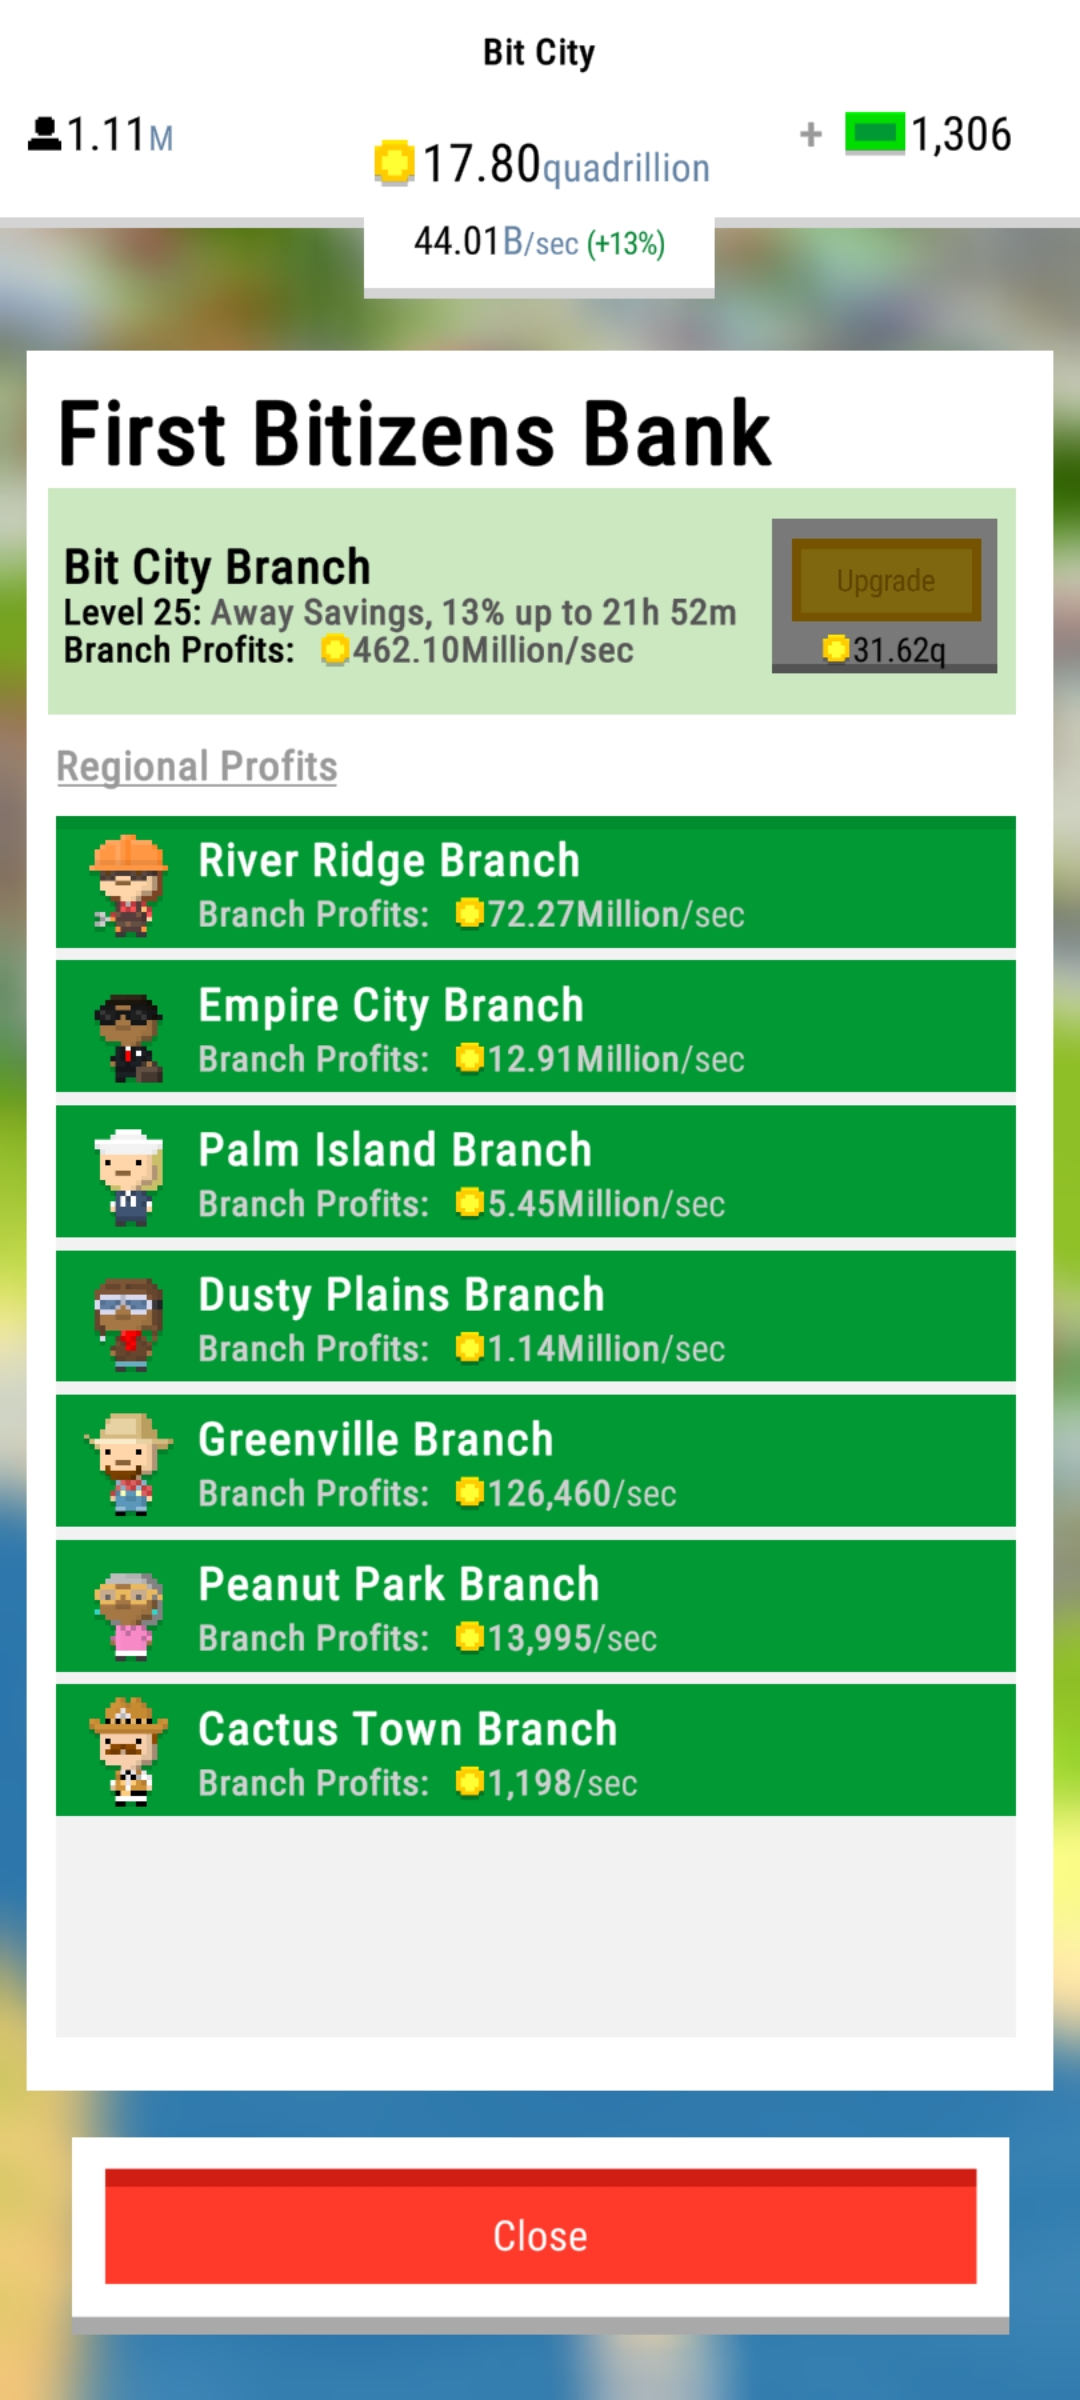 Bit City
1.11M
17.80quadrillion
+ 1,306
44.01B/sec (+13%)
First Bitizens Bank
Bit City Branch
Level 25: Away Savings, 13% up to 21h 52m
Branch Profits: 462.10Million/sec
Upgrade
31.62q
Regional Profits
River Ridge Branch
Branch Profits: 72.27Million/sec
Empire City Branch
Branch Profits: 12.91Million/sec
Palm Island Branch
Branch Profits: 5.45Million/sec
Dusty Plains Branch
Branch Profits: 1.14Million/sec
Greenville Branch
Branch Profits: 126,460/sec
Peanut Park Branch
Branch Profits: 13,995/sec
Cactus Town Branch
Branch Profits: 1,198/sec
Close